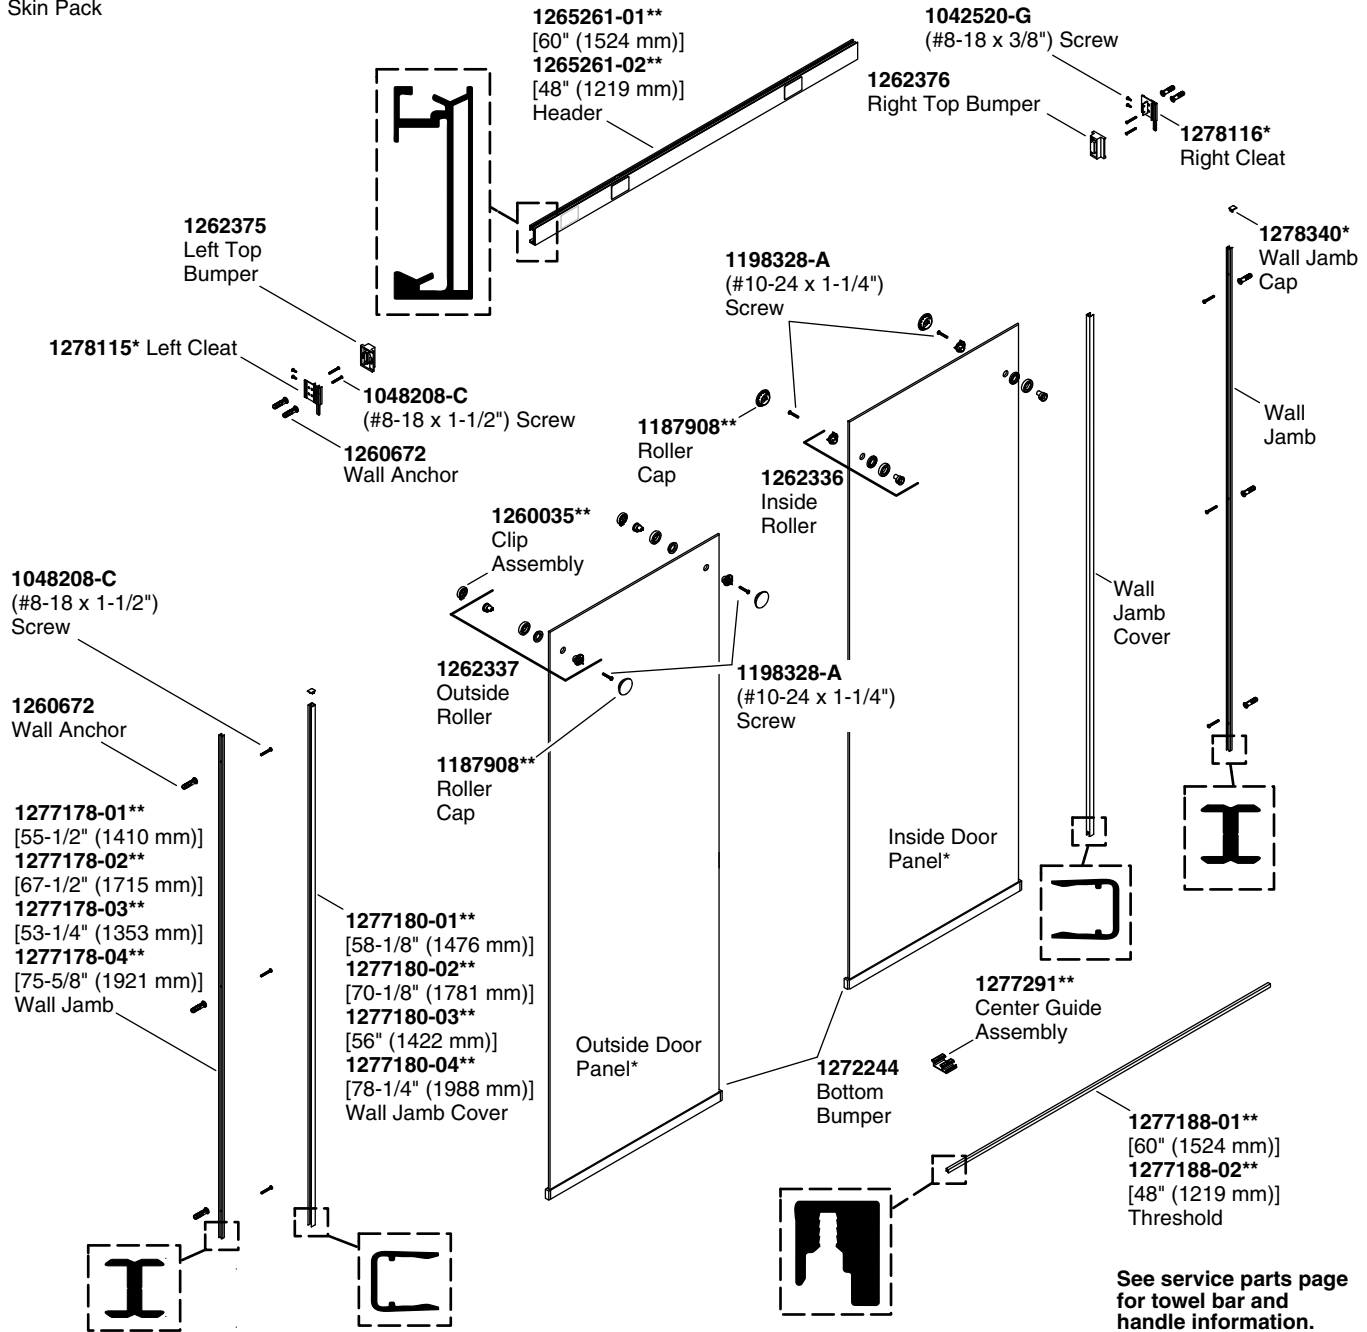 Skin Pack
1265261-01**
[60" (1524 mm)]
1265261-02**
[48" (1219 mm)]
Header
1042520-G
(#8-18 x 3/8") Screw
1262376
Right Top Bumper
1278116*
Right Cleat
1262375
Left Top
Bumper
1278340*
Wall Jamb
Cap
1198328-A
(#10-24 x 1-1/4")
Screw
1278115* Left Cleat
1048208-C
(#8-18 x 1-1/2") Screw
1260672
Wall Anchor
1187908**
Roller
Cap
1262336
Inside
Roller
Wall
Jamb
1260035**
Clip
Assembly
1048208-C
(#8-18 x 1-1/2")
Screw
Wall
Jamb
Cover
1262337
Outside
Roller
1198328-A
(#10-24 x 1-1/4")
Screw
1260672
Wall Anchor
1187908**
Roller
Cap
1277178-01**
[55-1/2" (1410 mm)]
1277178-02**
[67-1/2" (1715 mm)]
1277178-03**
[53-1/4" (1353 mm)]
1277178-04**
[75-5/8" (1921 mm)]
Wall Jamb
Inside Door
Panel*
1277180-01**
[58-1/8" (1476 mm)]
1277180-02**
[70-1/8" (1781 mm)]
1277180-03**
[56" (1422 mm)]
1277180-04**
[78-1/4" (1988 mm)]
Wall Jamb Cover
Outside Door
Panel*
1277291**
Center Guide
Assembly
1272244
Bottom
Bumper
1277188-01**
[60" (1524 mm)]
1277188-02**
[48" (1219 mm)]
Threshold
See service parts page
for towel bar and
handle information.